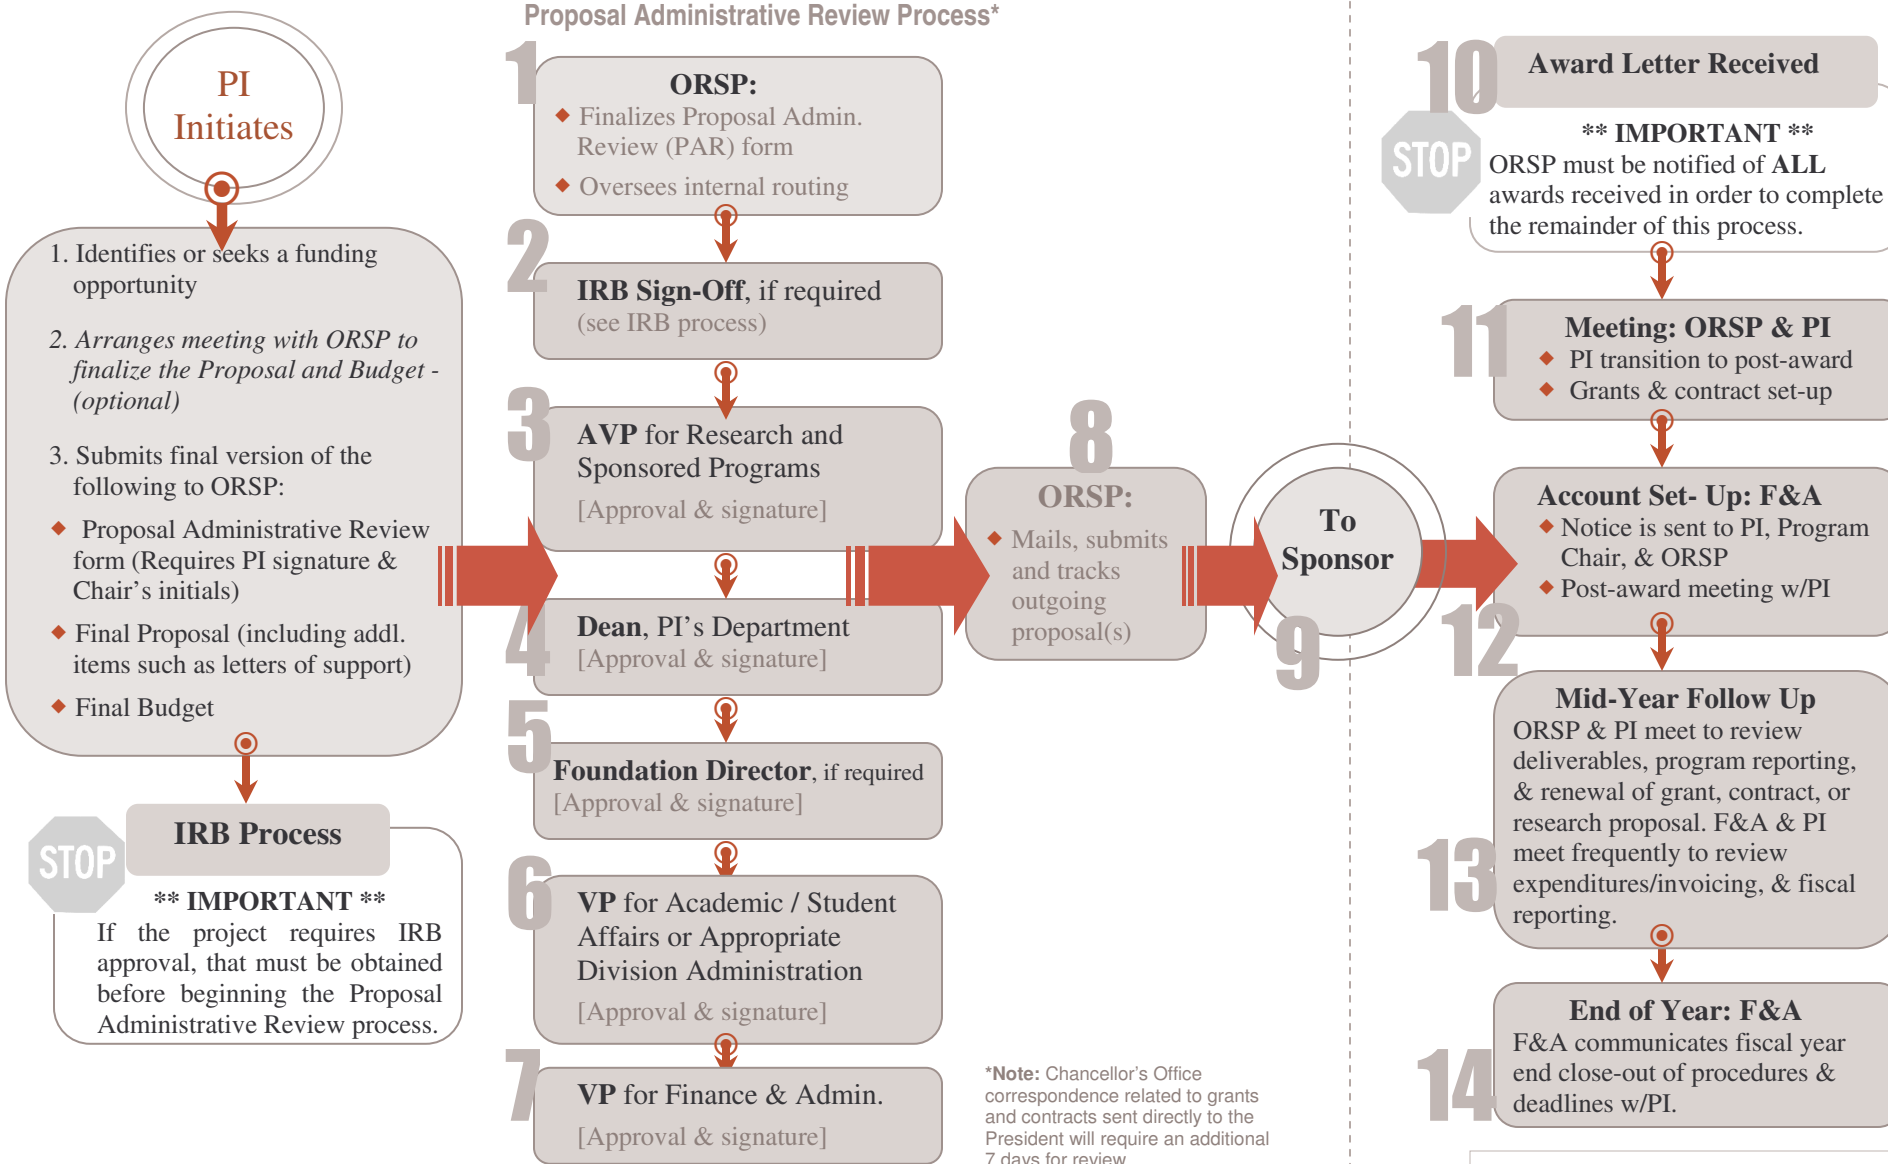 Proposal Administrative Review Process*
PI
Initiates
1. Identifies or seeks a funding
opportunity
2. Arranges meeting with ORSP to
finalize the Proposal and Budget -
(optional)
3. Submits final version of the
following to ORSP:
◆ Proposal Administrative Review
form (Requires PI signature &
Chair's initials)
◆ Final Proposal (including addl.
items such as letters of support)
◆ Final Budget
STOP
IRB Process
** IMPORTANT **
If the project requires IRB
approval, that must be obtained
before beginning the Proposal
Administrative Review process.
1
ORSP:
◆ Finalizes Proposal Admin.
Review (PAR) form
◆ Oversees internal routing
2
IRB Sign-Off, if required
(see IRB process)
3
AVP for Research and
Sponsored Programs
[Approval & signature]
4
Dean, PI's Department
[Approval & signature]
5
Foundation Director, if required
[Approval & signature]
6
VP for Academic / Student
Affairs or Appropriate
Division Administration
[Approval & signature]
7
VP for Finance & Admin.
[Approval & signature]
8
ORSP:
◆ Mails, submits
and tracks
outgoing
proposal(s)
9
To
Sponsor
*Note: Chancellor's Office
correspondence related to grants
and contracts sent directly to the
President will require an additional
7 days for review
10
Award Letter Received
STOP
** IMPORTANT **
ORSP must be notified of ALL
awards received in order to complete
the remainder of this process.
11
Meeting: ORSP & PI
◆ PI transition to post-award
◆ Grants & contract set-up
12
Account Set- Up: F&A
◆ Notice is sent to PI, Program
Chair, & ORSP
◆ Post-award meeting w/PI
13
Mid-Year Follow Up
ORSP & PI meet to review
deliverables, program reporting,
& renewal of grant, contract, or
research proposal. F&A & PI
meet frequently to review
expenditures/invoicing, & fiscal
reporting.
14
End of Year: F&A
F&A communicates fiscal year
end close-out of procedures &
deadlines w/PI.